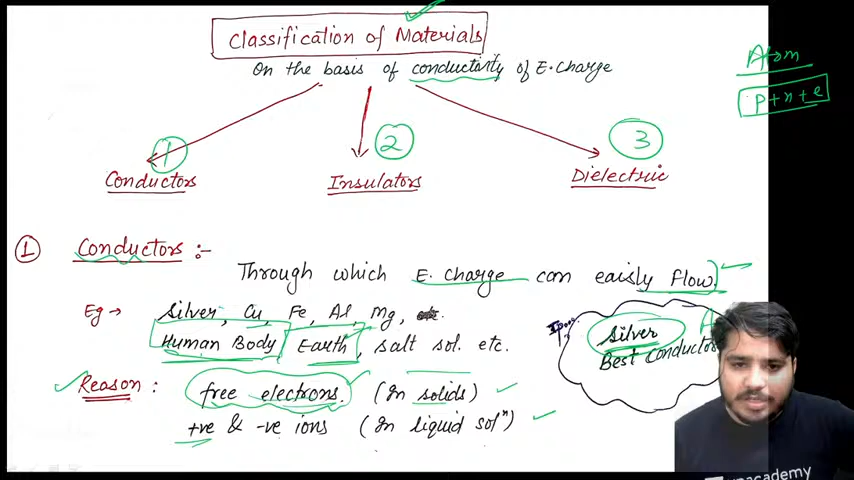 Classification of Materials
On the basis of conductivity of E.Charge
Atom
p+n+e
1
2
3
Conductors
Insulators
Dielectric
1 Conductors :-
Through which E. Charge can eaisly flow.
Eg → Silver, Cu, Fe, Al, Mg, etc.
Human Body, Earth, salt sol. etc.
Silver
Best Conductor
Reason : free electrons. (In solids)
+ve & -ve ions (In liquid solⁿ)
academy